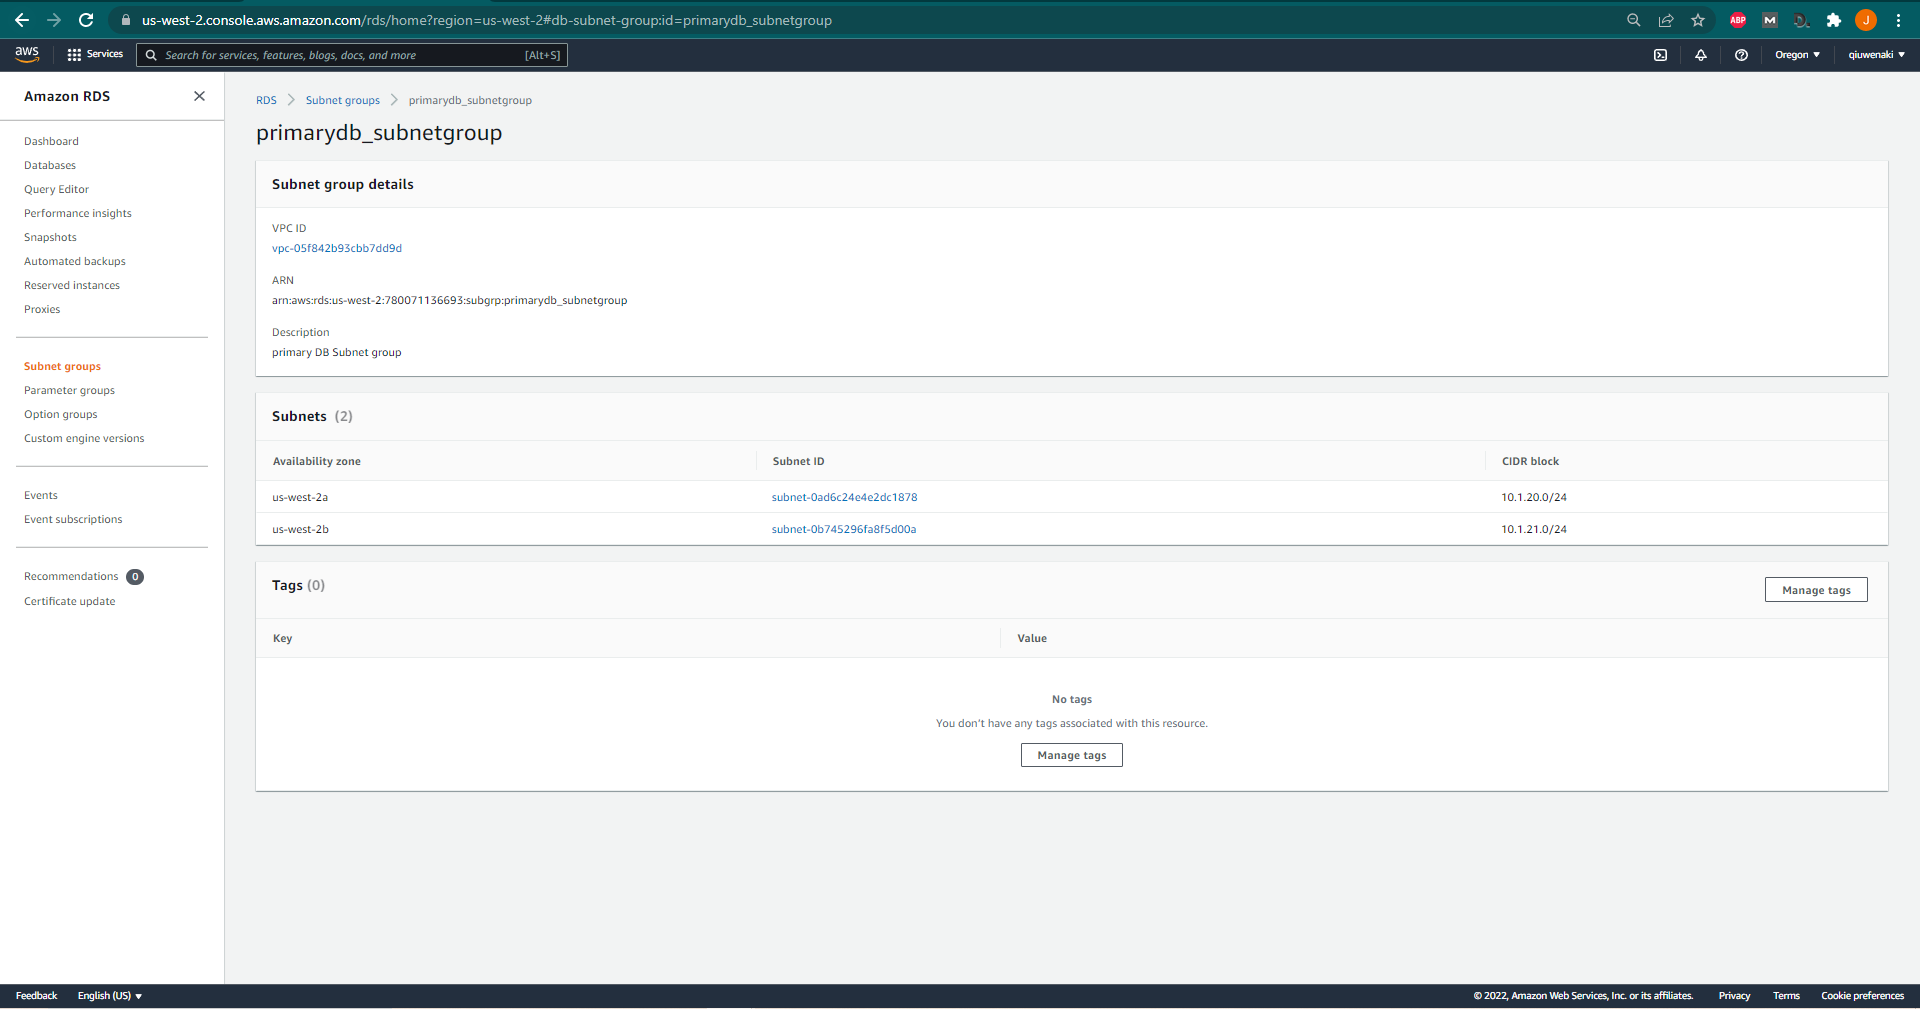 us-west-2.console.aws.amazon.com/rds/home?region=us-west-2#db-subnet-group:id=primarydb_subnetgroup
ABP
M
J
aws
Services
Search for services, features, blogs, docs, and more
[Alt+S]
Oregon
qiuwenaki
Amazon RDS
Dashboard
Databases
Query Editor
Performance insights
Snapshots
Automated backups
Reserved instances
Proxies
Subnet groups
Parameter groups
Option groups
Custom engine versions
Events
Event subscriptions
Recommendations 0
Certificate update
RDS > Subnet groups > primarydb_subnetgroup
primarydb_subnetgroup
Subnet group details
VPC ID
vpc-05f842b93cbb7dd9d
ARN
arn:aws:rds:us-west-2:780071136693:subgrp:primarydb_subnetgroup
Description
primary DB Subnet group
Subnets (2)
Availability zone Subnet ID CIDR block
us-west-2a subnet-0ad6c24e4e2dc1878 10.1.20.0/24
us-west-2b subnet-0b745296fa8f5d00a 10.1.21.0/24
Tags (0)
Manage tags
Key Value
No tags
You don't have any tags associated with this resource.
Manage tags
Feedback English (US)
© 2022, Amazon Web Services, Inc. or its affiliates. Privacy Terms Cookie preferences